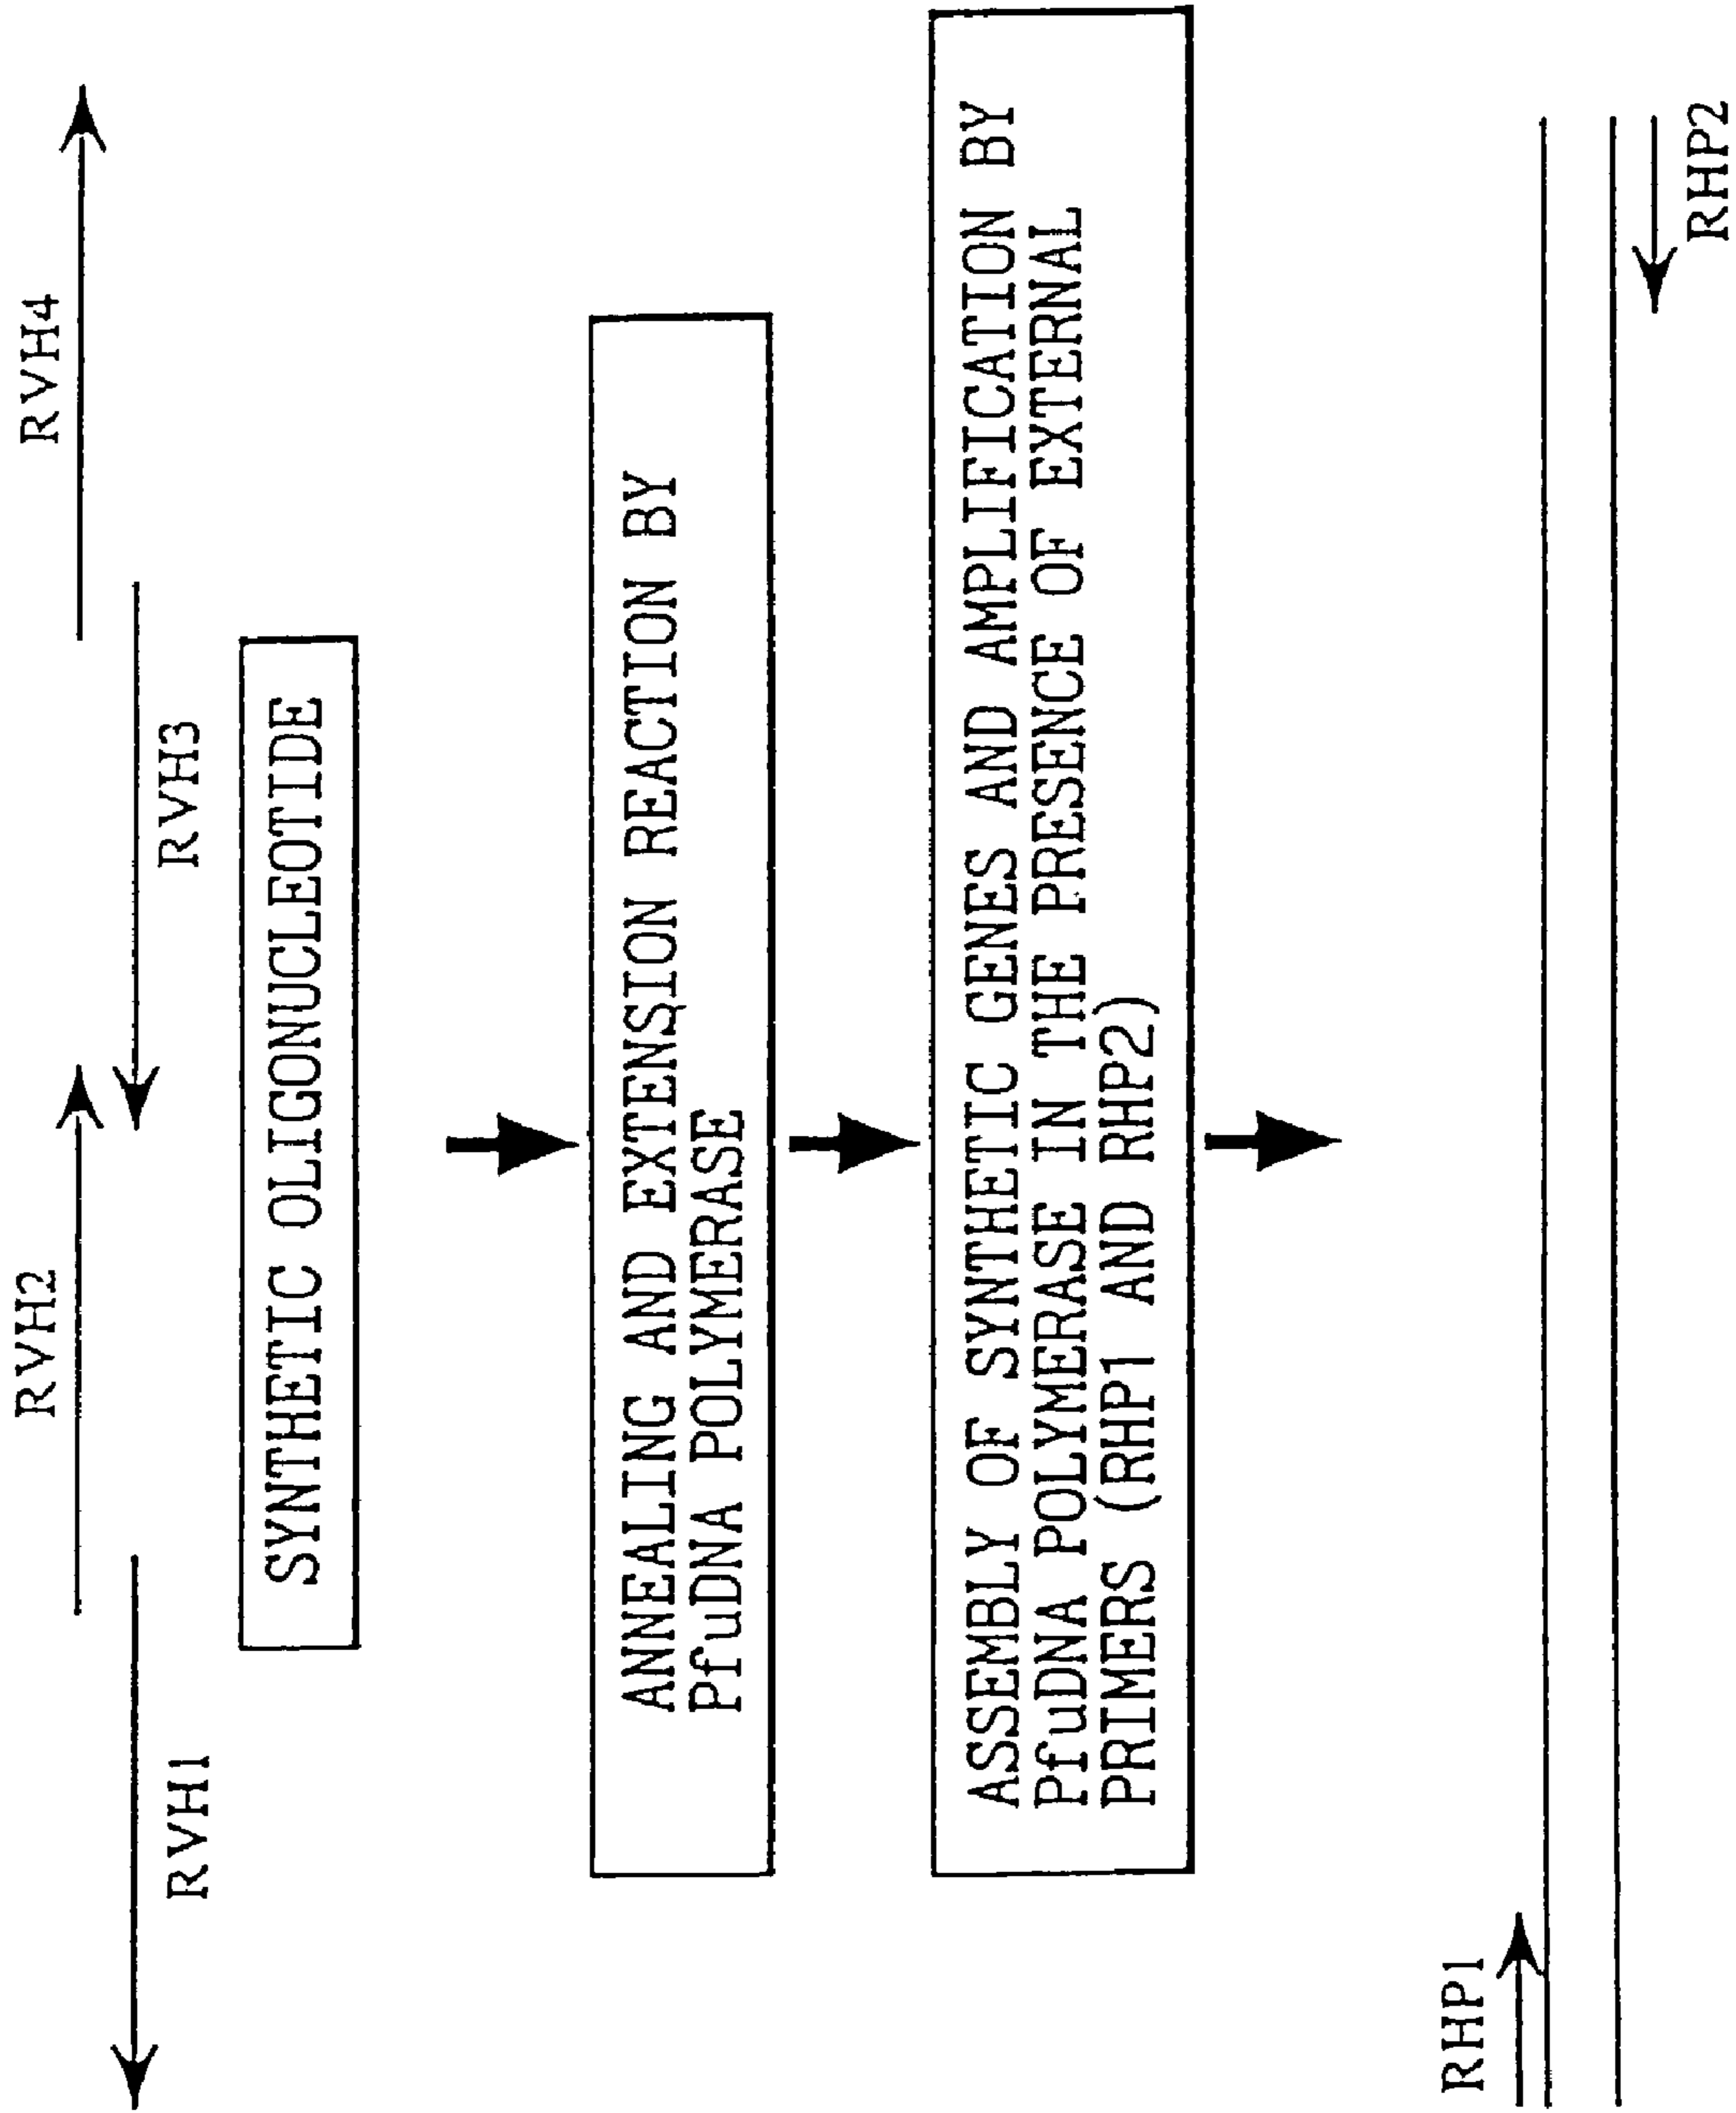 RVH2
RVH4
RVH1
RVH3
SYNTHETIC OLIGONUCLEOTIDE
ANNEALING AND EXTENSION REACTION BY
PfuDNA POLYMERASE
ASSEMBLY OF SYNTHETIC GENES AND AMPLIFICATION BY
PfuDNA POLYMERASE IN THE PRESENCE OF EXTERNAL
PRIMERS (RHP1 AND RHP2)
RHP1
RHP2